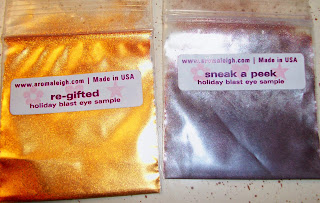 www.aromaleigh.com | Made in USA
re-gifted
holiday blast eye sample
www.aromaleigh.com | Made in USA
sneak a peek
holiday blast eye sample